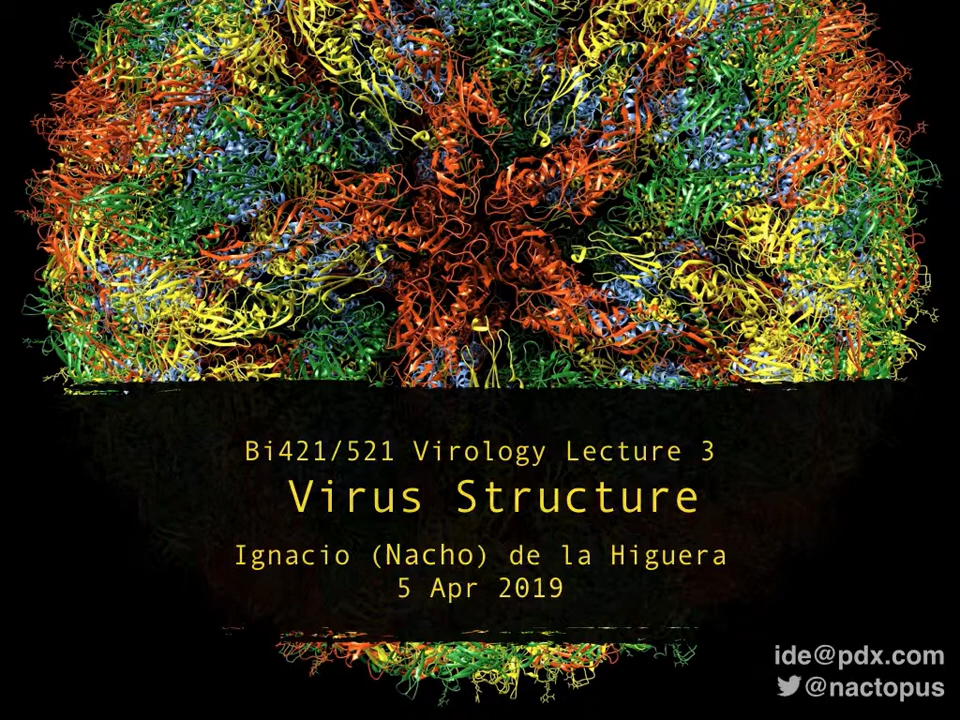 Bi421/521 Virology Lecture 3
Virus Structure
Ignacio (Nacho) de la Higuera
5 Apr 2019
ide@pdx.com
@nactopus